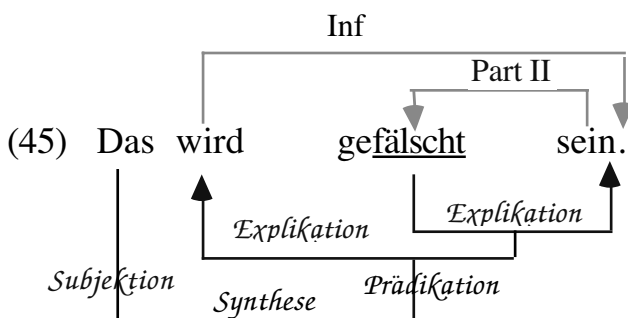 Inf
Part II
(45) Das wird gefälscht sein.
Explikation
Explikation
Subjektion
Prädikation
Synthese